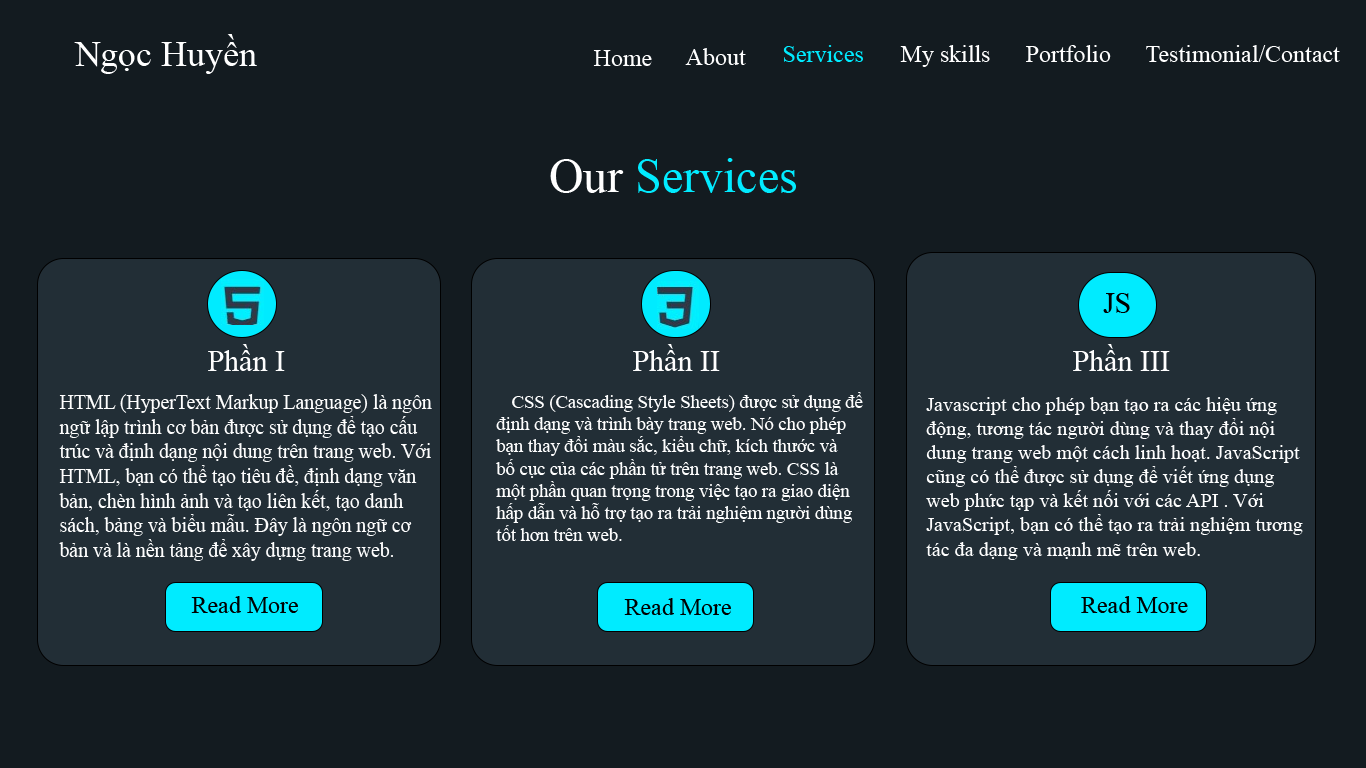 Ngọc Huyền
Home About Services My skills Portfolio Testimonial/Contact
Our Services
5
Phần I
HTML (HyperText Markup Language) là ngôn
ngữ lập trình cơ bản được sử dụng để tạo cấu
trúc và định dạng nội dung trên trang web. Với
HTML, bạn có thể tạo tiêu đề, định dạng văn
bản, chèn hình ảnh và tạo liên kết, tạo danh
sách, bảng và biểu mẫu. Đây là ngôn ngữ cơ
bản và là nền tảng để xây dựng trang web.
Read More
3
Phần II
CSS (Cascading Style Sheets) được sử dụng để
định dạng và trình bày trang web. Nó cho phép
bạn thay đổi màu sắc, kiểu chữ, kích thước và
bố cục của các phần tử trên trang web. CSS là
một phần quan trọng trong việc tạo ra giao diện
hấp dẫn và hỗ trợ tạo ra trải nghiệm người dùng
tốt hơn trên web.
Read More
JS
Phần III
Javascript cho phép bạn tạo ra các hiệu ứng
động, tương tác người dùng và thay đổi nội
dung trang web một cách linh hoạt. JavaScript
cũng có thể được sử dụng để viết ứng dụng
web phức tạp và kết nối với các API . Với
JavaScript, bạn có thể tạo ra trải nghiệm tương
tác đa dạng và mạnh mẽ trên web.
Read More